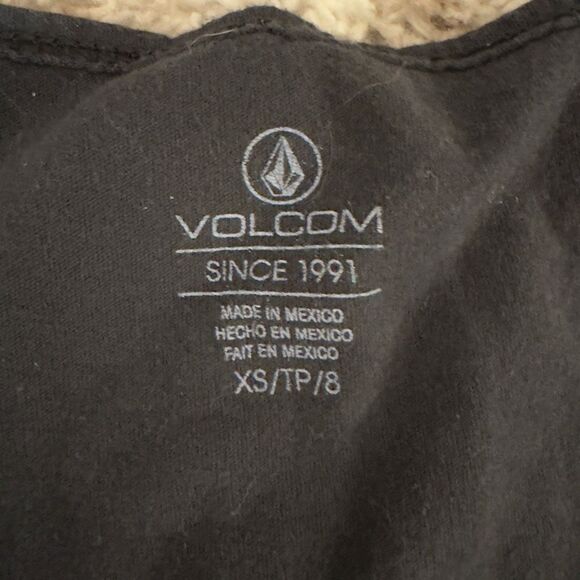 VOLCOM
SINCE 1991
MADE IN MEXICO
HECHO EN MEXICO
FAIT EN MEXICO
XS/TP/8